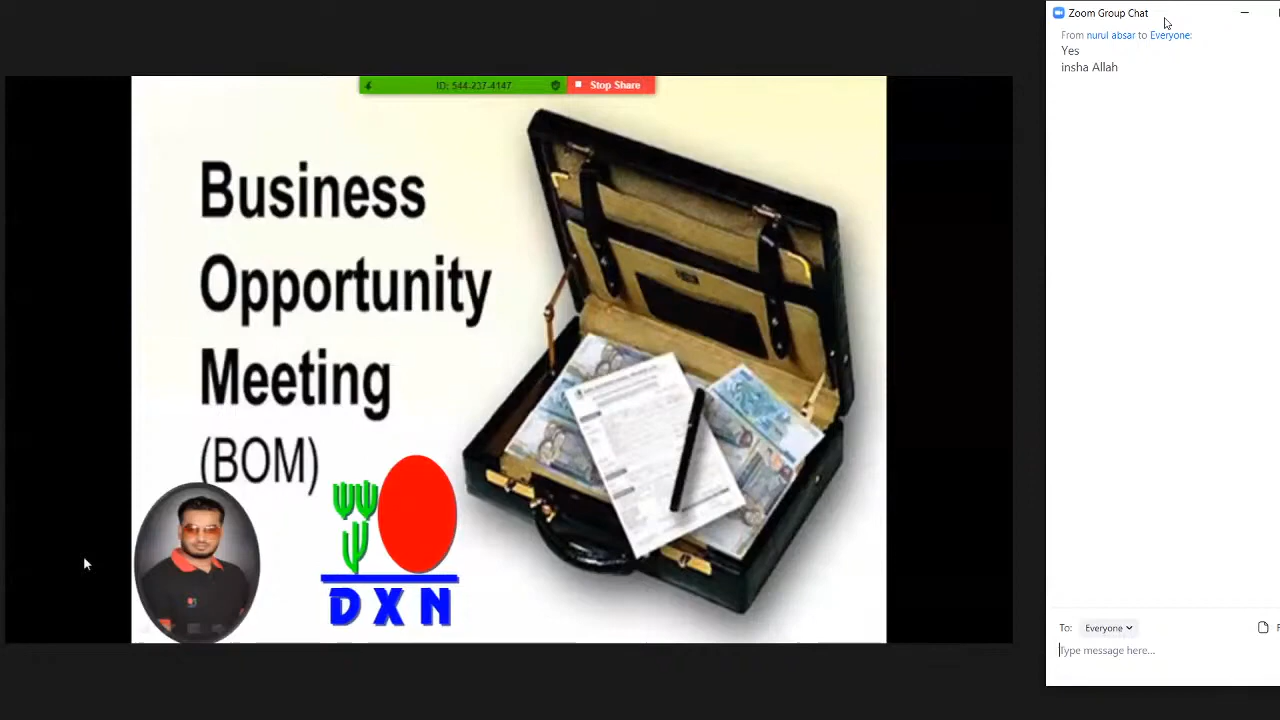 Zoom Group Chat
From nurul absar to Everyone:
Yes
insha Allah
ID: 544-237-4147
Stop Share
Business
Opportunity
Meeting
(BOM)
DXN
To: Everyone
Type message here...